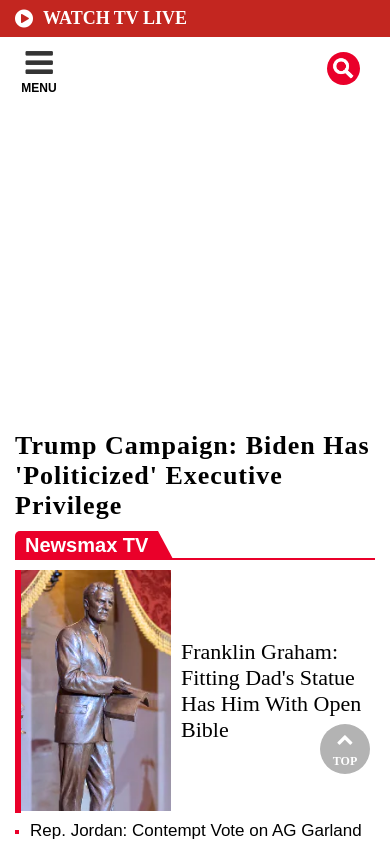 WATCH TV LIVE
MENU
Trump Campaign: Biden Has
'Politicized' Executive
Privilege
Newsmax TV
Franklin Graham:
Fitting Dad's Statue
Has Him With Open
Bible
TOP
Rep. Jordan: Contempt Vote on AG Garland